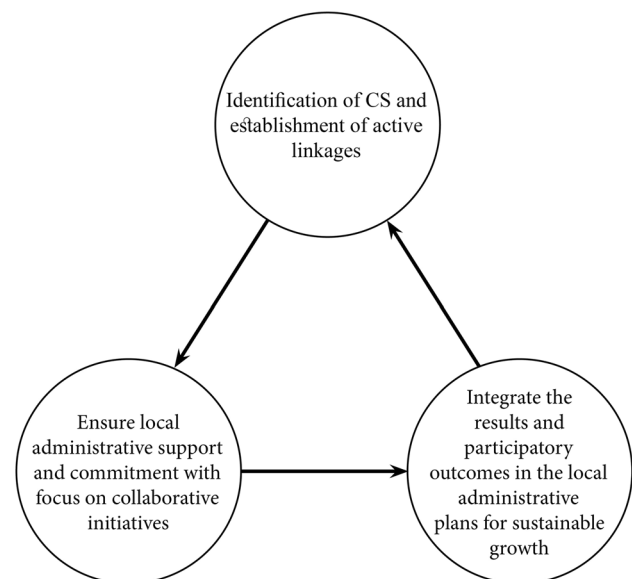 Identification of CS and
establishment of active
linkages
Ensure local
administrative support
and commitment with
focus on collaborative
initiatives
Integrate the
results and
participatory
outcomes in the local
administrative
plans for sustainable
growth